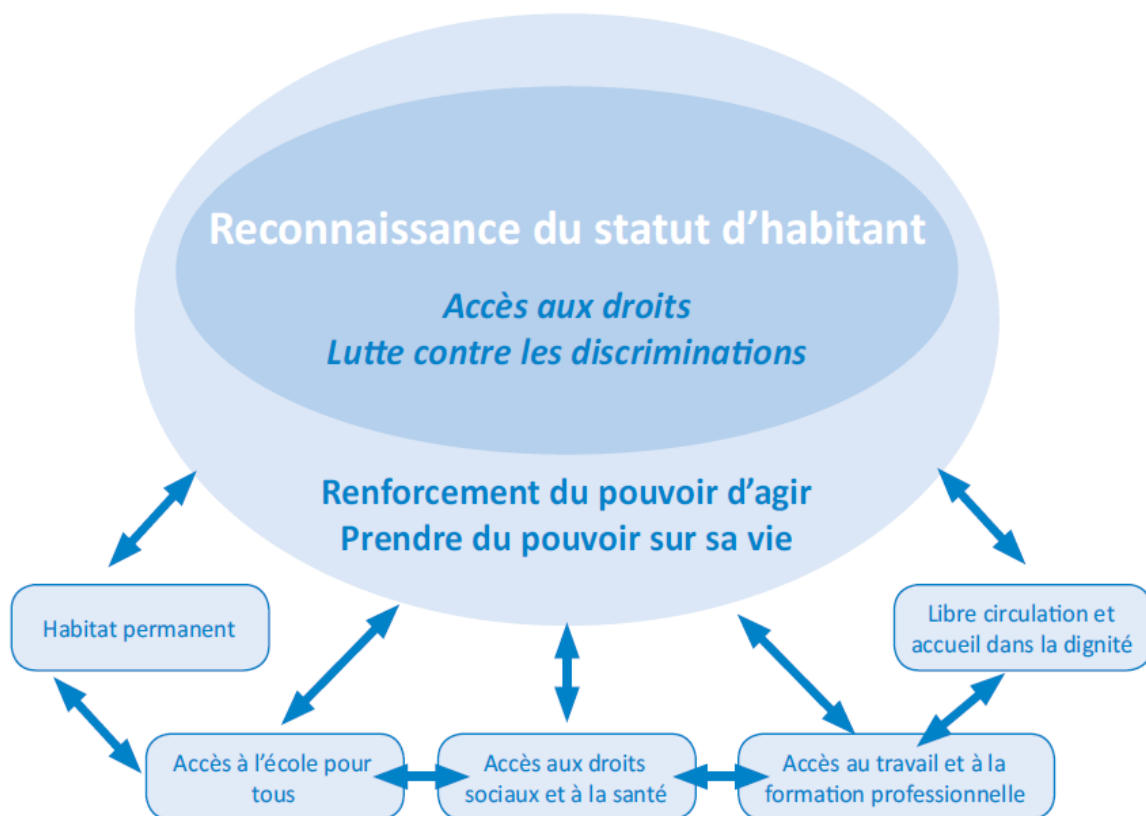 Reconnaissance du statut d’habitant
Accès aux droits
Lutte contre les discriminations
Renforcement du pouvoir d’agir
Prendre du pouvoir sur sa vie
Habitat permanent
Libre circulation et
accueil dans la dignité
Accès à l’école pour
tous
Accès aux droits
sociaux et à la santé
Accès au travail et à la
formation professionnelle